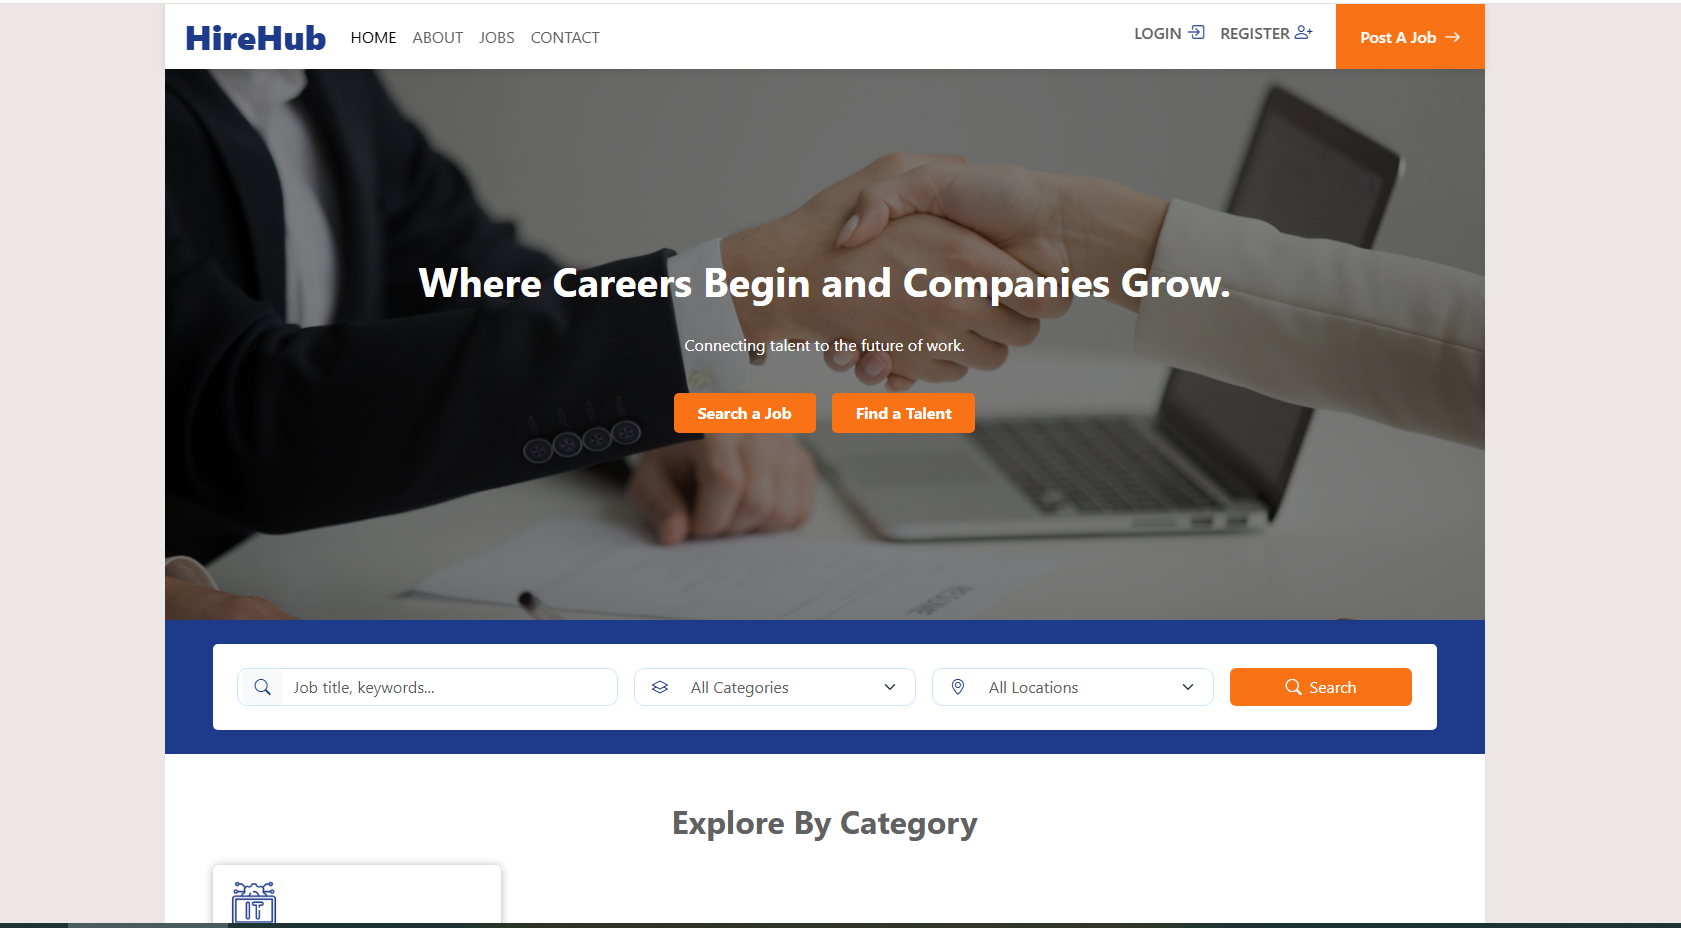 HireHub HOME ABOUT JOBS CONTACT LOGIN REGISTER Post A Job
Where Careers Begin and Companies Grow.
Connecting talent to the future of work.
Search a Job Find a Talent
RESUME
Job title, keywords... All Categories All Locations Search
Explore By Category
IT